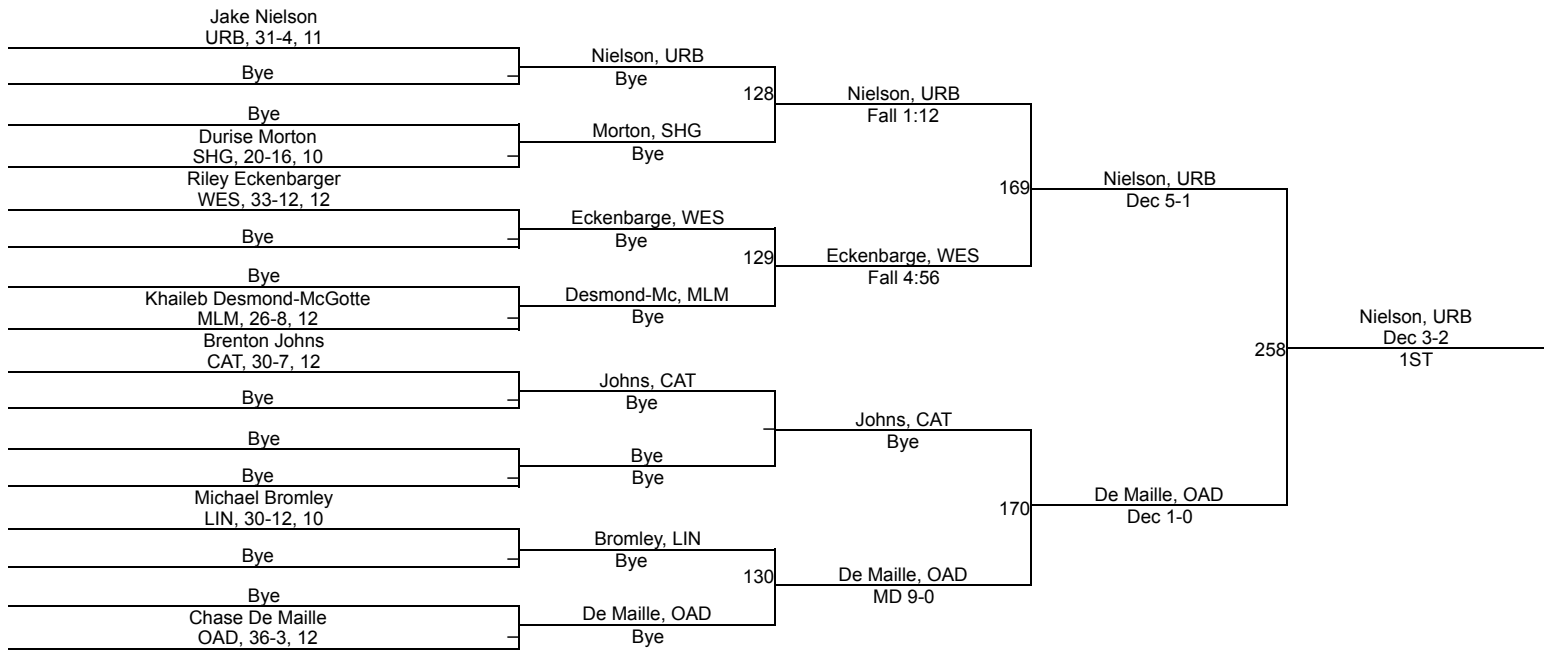 Jake Nielson
URB, 31-4, 11
Bye
–
Bye
Durise Morton
SHG, 20-16, 10
–
Riley Eckenbarger
WES, 33-12, 12
Bye
–
Bye
Khaileb Desmond-McGotte
MLM, 26-8, 12
–
Brenton Johns
CAT, 30-7, 12
Bye
–
Bye
Bye
–
Michael Bromley
LIN, 30-12, 10
Bye
–
Bye
Chase De Maille
OAD, 36-3, 12
–
Nielson, URB
Bye
128
Morton, SHG
Bye
Eckenbarge, WES
Bye
129
Desmond-Mc, MLM
Bye
Johns, CAT
Bye
–
Bye
Bye
Bromley, LIN
Bye
130
De Maille, OAD
Bye
Nielson, URB
Fall 1:12
169
Eckenbarge, WES
Fall 4:56
Johns, CAT
Bye
170
De Maille, OAD
MD 9-0
Nielson, URB
Dec 5-1
258
De Maille, OAD
Dec 1-0
Nielson, URB
Dec 3-2
1ST